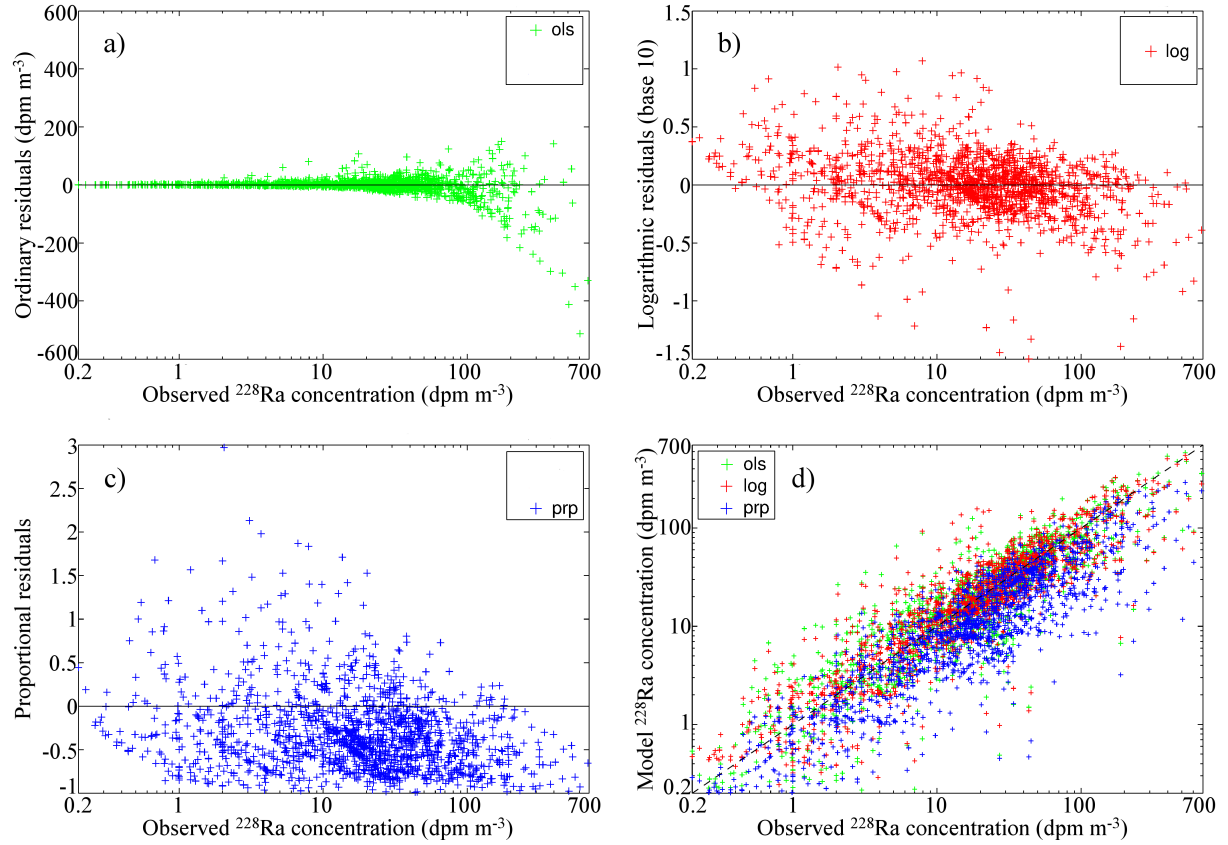 a)
ols
600
400
200
0
-200
-400
-600
Ordinary residuals (dpm m-3)
0.2 1 10 100 700
Observed 228Ra concentration (dpm m-3)
b)
log
1.5
1
0.5
0
-0.5
-1
-1.5
Logarithmic residuals (base 10)
0.2 1 10 100 700
Observed 228Ra concentration (dpm m-3)
c)
prp
3
2.5
2
1.5
1
0.5
0
-0.5
-1
Proportional residuals
0.2 1 10 100 700
Observed 228Ra concentration (dpm m-3)
d)
ols
log
prp
700
100
10
1
0.2
Model 228Ra concentration (dpm m-3)
0.2 1 10 100 700
Observed 228Ra concentration (dpm m-3)